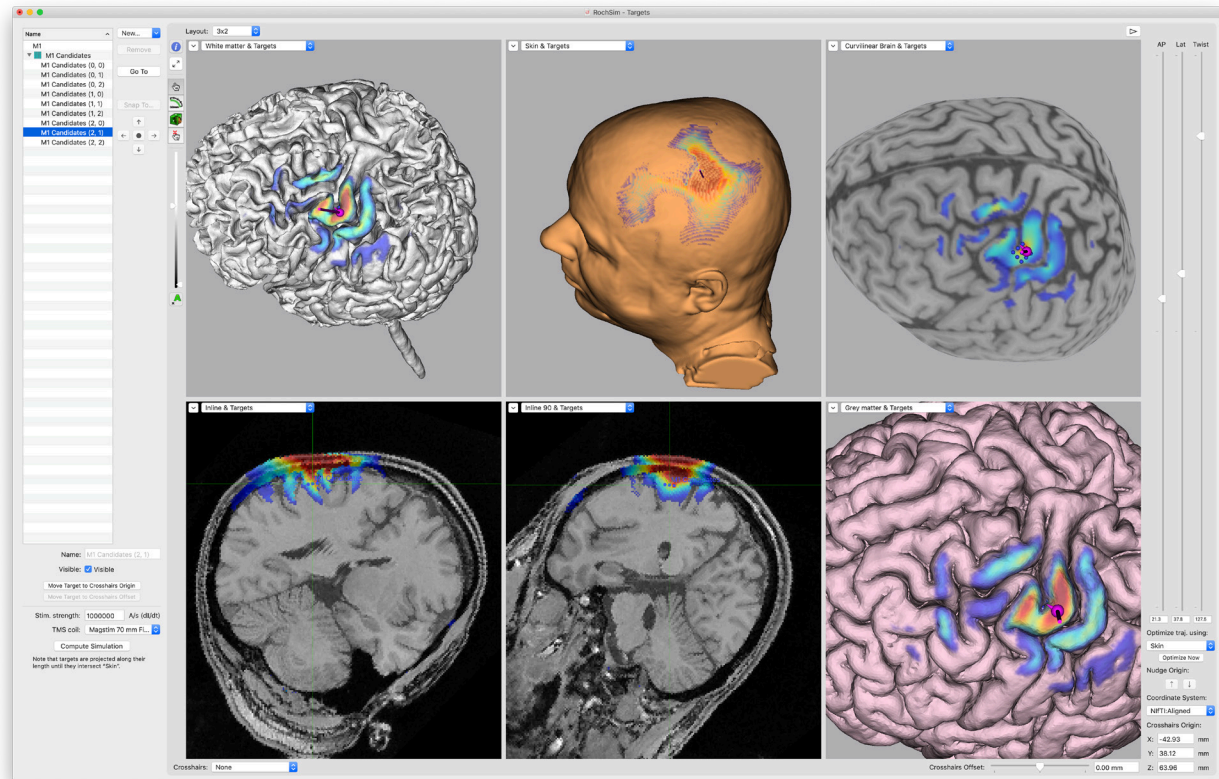 RochSim - Targets
Name
M1
M1 Candidates
M1 Candidates (0, 0)
M1 Candidates (0, 1)
M1 Candidates (0, 2)
M1 Candidates (1, 0)
M1 Candidates (1, 1)
M1 Candidates (1, 2)
M1 Candidates (2, 0)
M1 Candidates (2, 1)
M1 Candidates (2, 2)
New...
Remove
Go To
Snap To...
Layout: 3x2
White matter & Targets
Skin & Targets
Curvilinear Brain & Targets
Inline & Targets
Inline 90 & Targets
Grey matter & Targets
AP Lat Twist
Name: M1 Candidates (2, 1)
Visible: Visible
Move Target to Crosshairs Origin
Move Target to Crosshairs Offset
Stim. strength: 1000000 A/s (dI/dt)
TMS coil: Magstim 70 mm Fi...
Compute Simulation
Note that targets are projected along their
length until they intersect "Skin".
Optimize traj. using:
Skin
Optimize Now
Nudge Origin:
Coordinate System:
NIfTI:Aligned
Crosshairs Origin:
X: -42.93 mm
Y: 38.12 mm
Z: 63.96 mm
Crosshairs: None
Crosshairs Offset: 0.00 mm